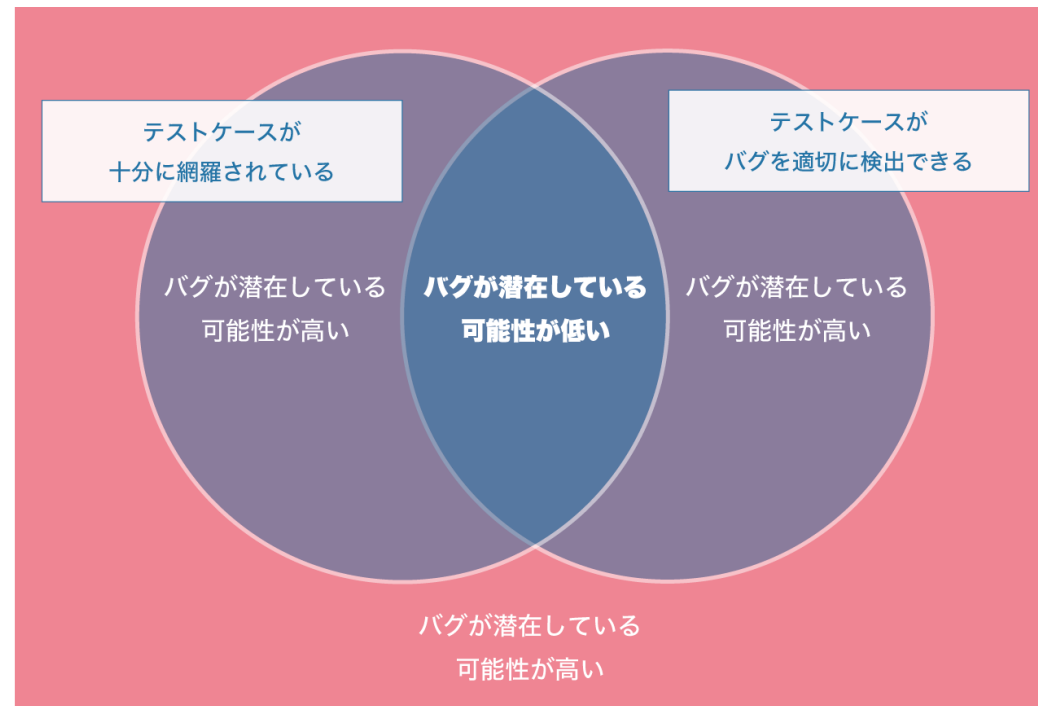 テストケースが
十分に網羅されている
テストケースが
バグを適切に検出できる
バグが潜在している
可能性が高い
バグが潜在している
可能性が低い
バグが潜在している
可能性が高い
バグが潜在している
可能性が高い